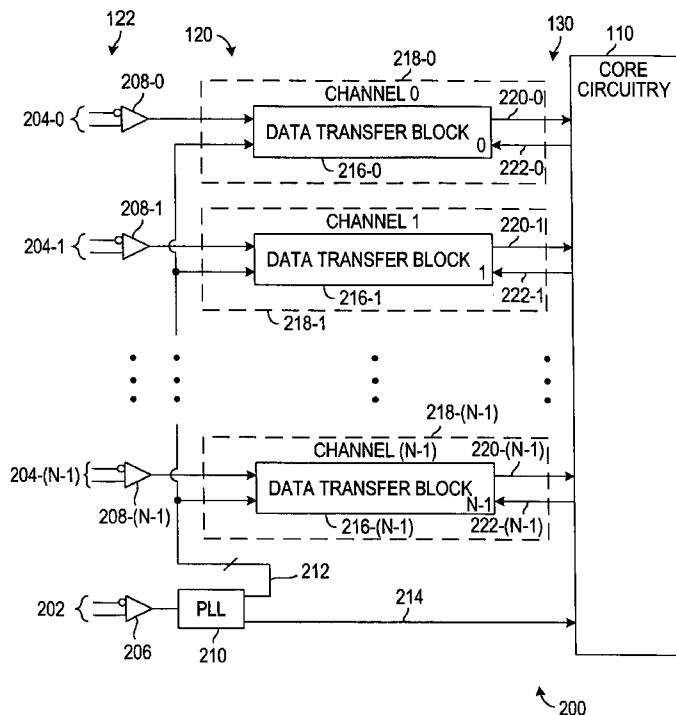 122
120
130
110
218-0
208-0
CORE
CIRCUITRY
CHANNEL 0
220-0
204-0
DATA TRANSFER BLOCK 0
216-0
222-0
208-1
CHANNEL 1
220-1
204-1
DATA TRANSFER BLOCK 1
216-1
222-1
218-1
218-(N-1)
CHANNEL (N-1)
220-(N-1)
204-(N-1)
DATA TRANSFER BLOCK N-1
208-(N-1)
216-(N-1)
222-(N-1)
212
202
PLL
214
206
210
200